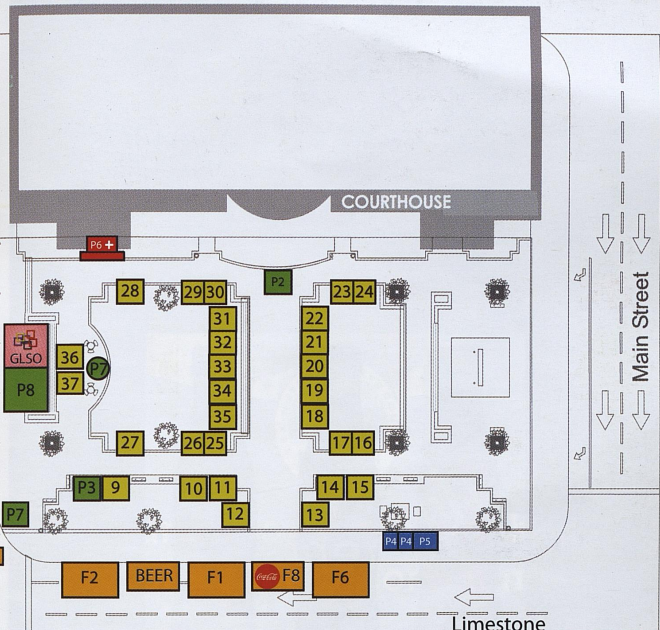 COURTHOUSE
P6 +
P2
28
29 30
23 24
31
32
33
34
35
22
21
20
19
18
GLSO
P8
36
37
P7
27
26 25
17 16
P3 9
10 11
12
14 15
13
P7
P4 P4 P5
F2
BEER
F1
Coca-Cola F8
F6
Limestone
Main Street